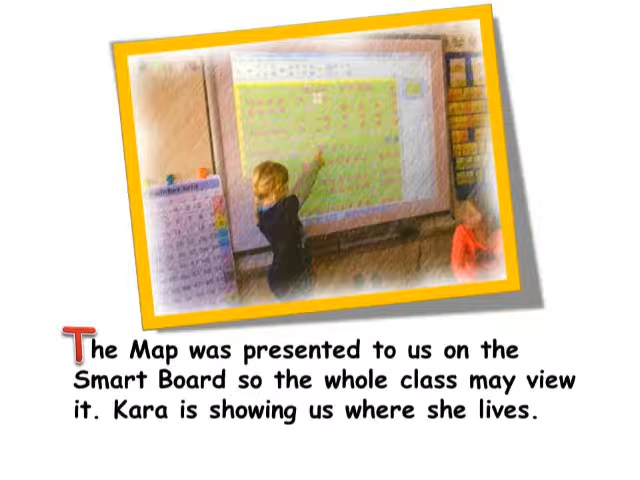 The Map was presented to us on the
Smart Board so the whole class may view
it. Kara is showing us where she lives.